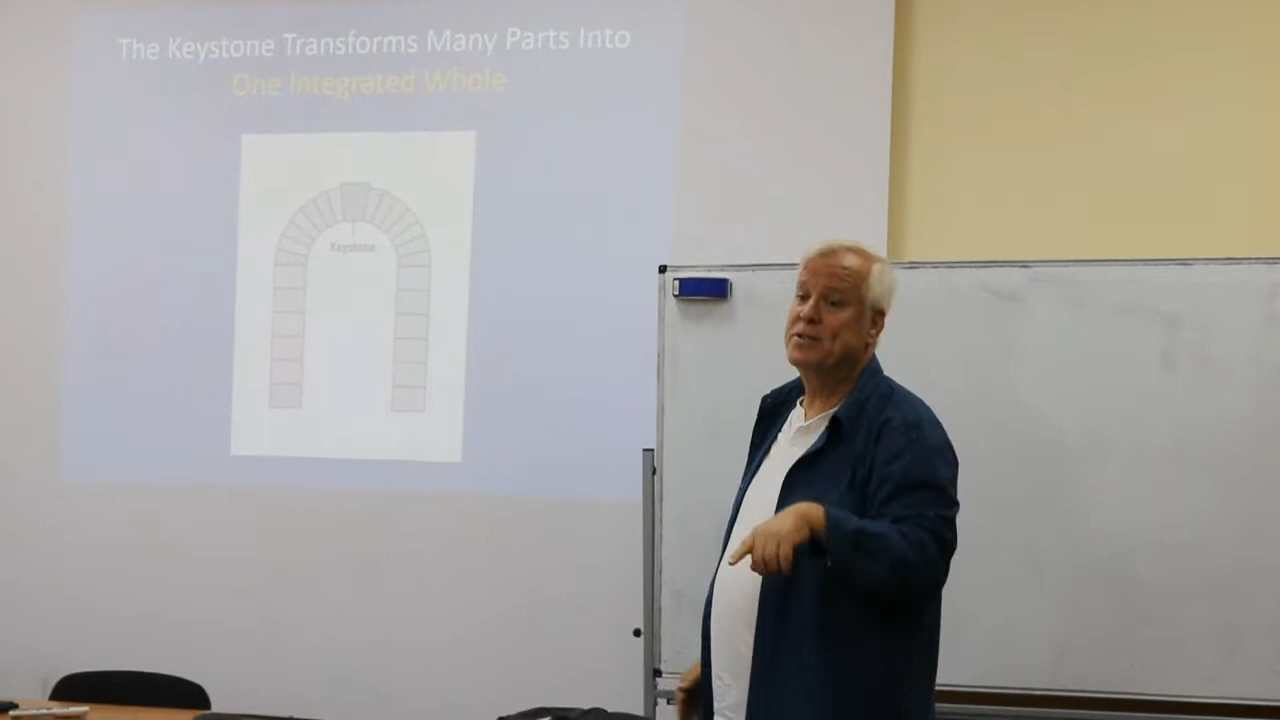 The Keystone Transforms Many Parts Into
One Integrated Whole
Keystone